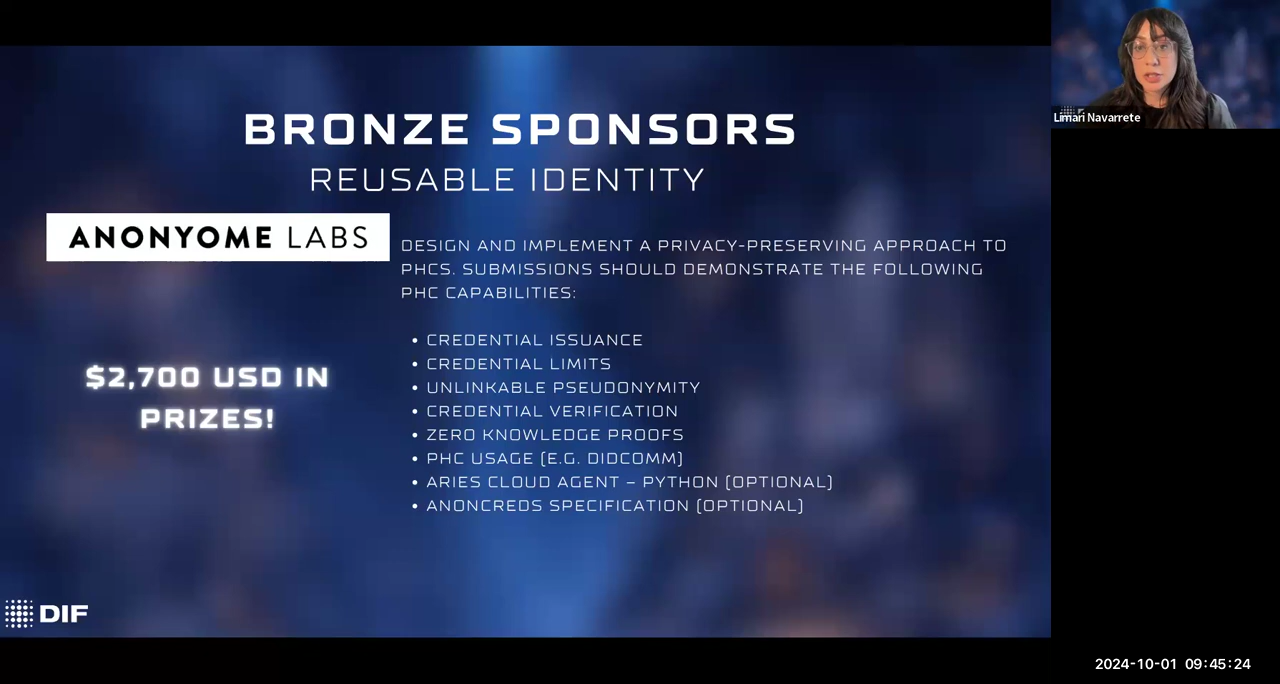 BRONZE SPONSORS
REUSABLE IDENTITY
ANONYOME LABS
$2,700 USD IN
PRIZES!
DESIGN AND IMPLEMENT A PRIVACY-PRESERVING APPROACH TO
PHCS. SUBMISSIONS SHOULD DEMONSTRATE THE FOLLOWING
PHC CAPABILITIES:
• CREDENTIAL ISSUANCE
• CREDENTIAL LIMITS
• UNLINKABLE PSEUDONYMITY
• CREDENTIAL VERIFICATION
• ZERO KNOWLEDGE PROOFS
• PHC USAGE (E.G. DIDCOMM)
• ARIES CLOUD AGENT – PYTHON (OPTIONAL)
• ANONCREDS SPECIFICATION (OPTIONAL)
DIF
Limari Navarrete
2024-10-01 09:45:24